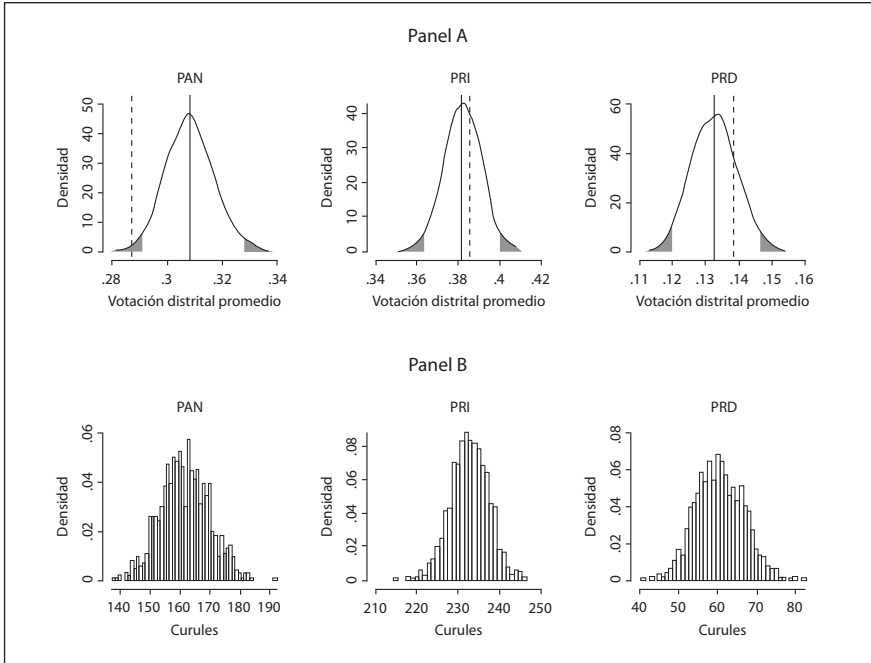 Panel A
PAN
Densidad
50
40
30
20
10
0
.28 .3 .32 .34
Votación distrital promedio
PRI
Densidad
40
30
20
10
0
.34 .36 .38 .4 .42
Votación distrital promedio
PRD
Densidad
60
40
20
0
.11 .12 .13 .14 .15 .16
Votación distrital promedio
Panel B
PAN
Densidad
.06
.04
.02
0
140 150 160 170 180 190
Curules
PRI
Densidad
.08
.06
.04
.02
0
210 220 230 240 250
Curules
PRD
Densidad
.08
.06
.04
.02
0
40 50 60 70 80
Curules